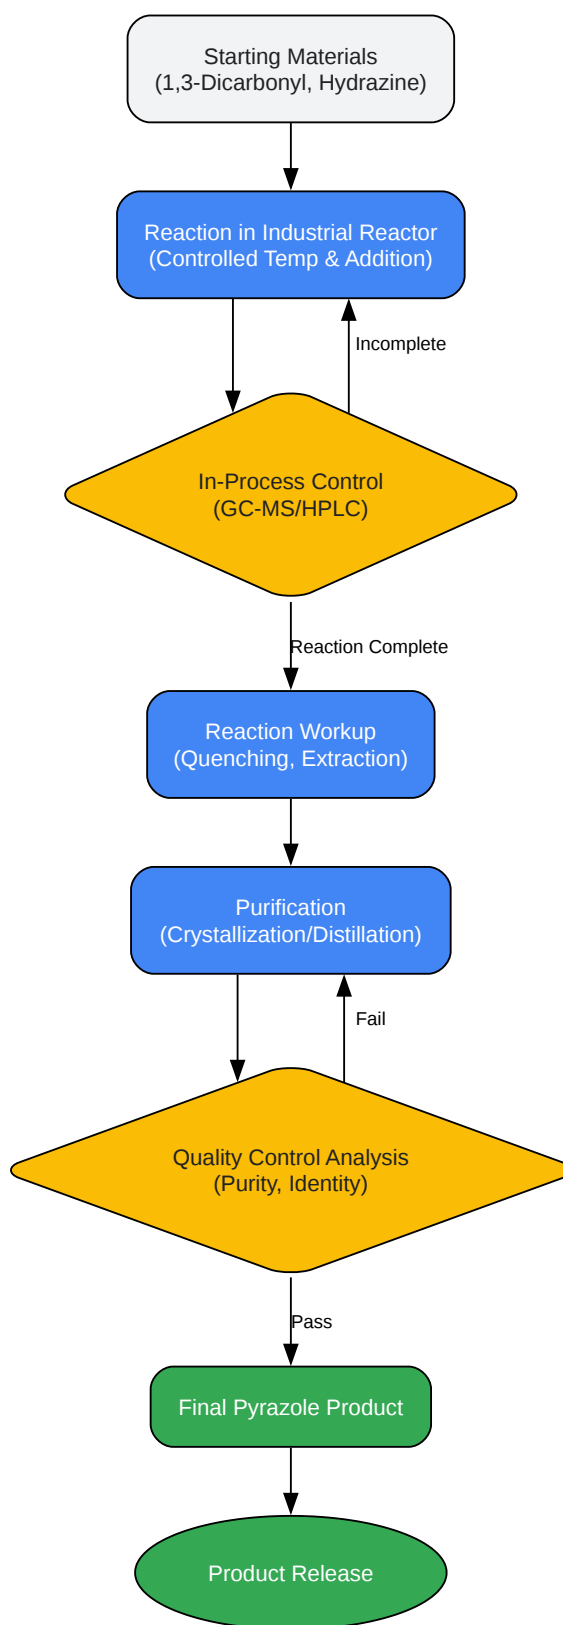 Starting Materials
(1,3-Dicarbonyl, Hydrazine)
Reaction in Industrial Reactor
(Controlled Temp & Addition)
Incomplete
In-Process Control
(GC-MS/HPLC)
Reaction Complete
Reaction Workup
(Quenching, Extraction)
Purification
(Crystallization/Distillation)
Fail
Quality Control Analysis
(Purity, Identity)
Pass
Final Pyrazole Product
Product Release